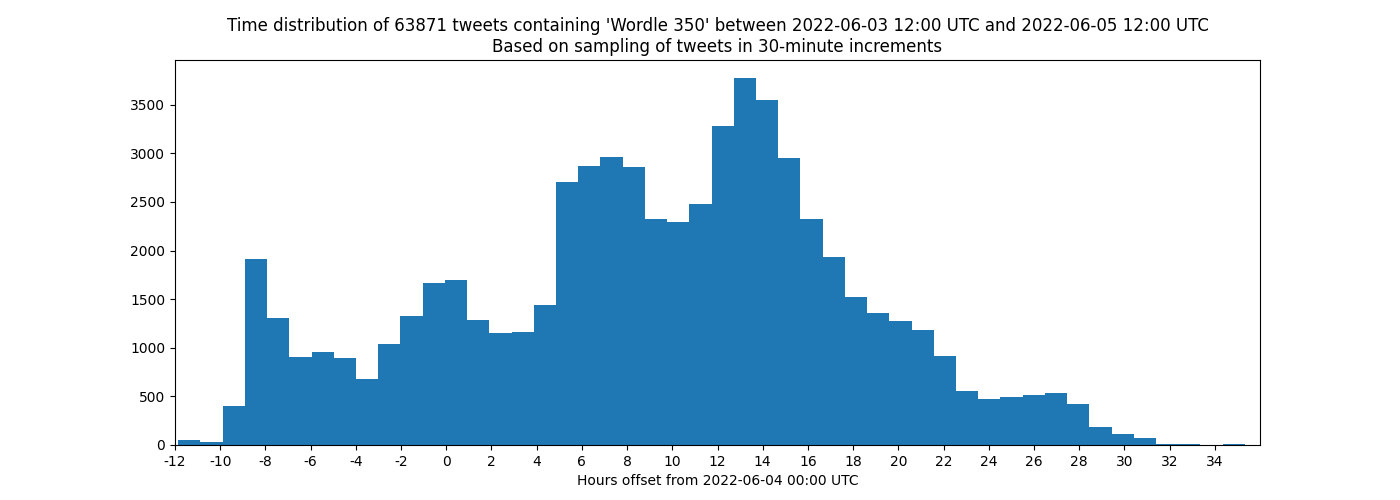 Time distribution of 63871 tweets containing 'Wordle 350' between 2022-06-03 12:00 UTC and 2022-06-05 12:00 UTC
Based on sampling of tweets in 30-minute increments
3500
3000
2500
2000
1500
1000
500
0
-12 -10 -8 -6 -4 -2 0 2 4 6 8 10 12 14 16 18 20 22 24 26 28 30 32 34
Hours offset from 2022-06-04 00:00 UTC